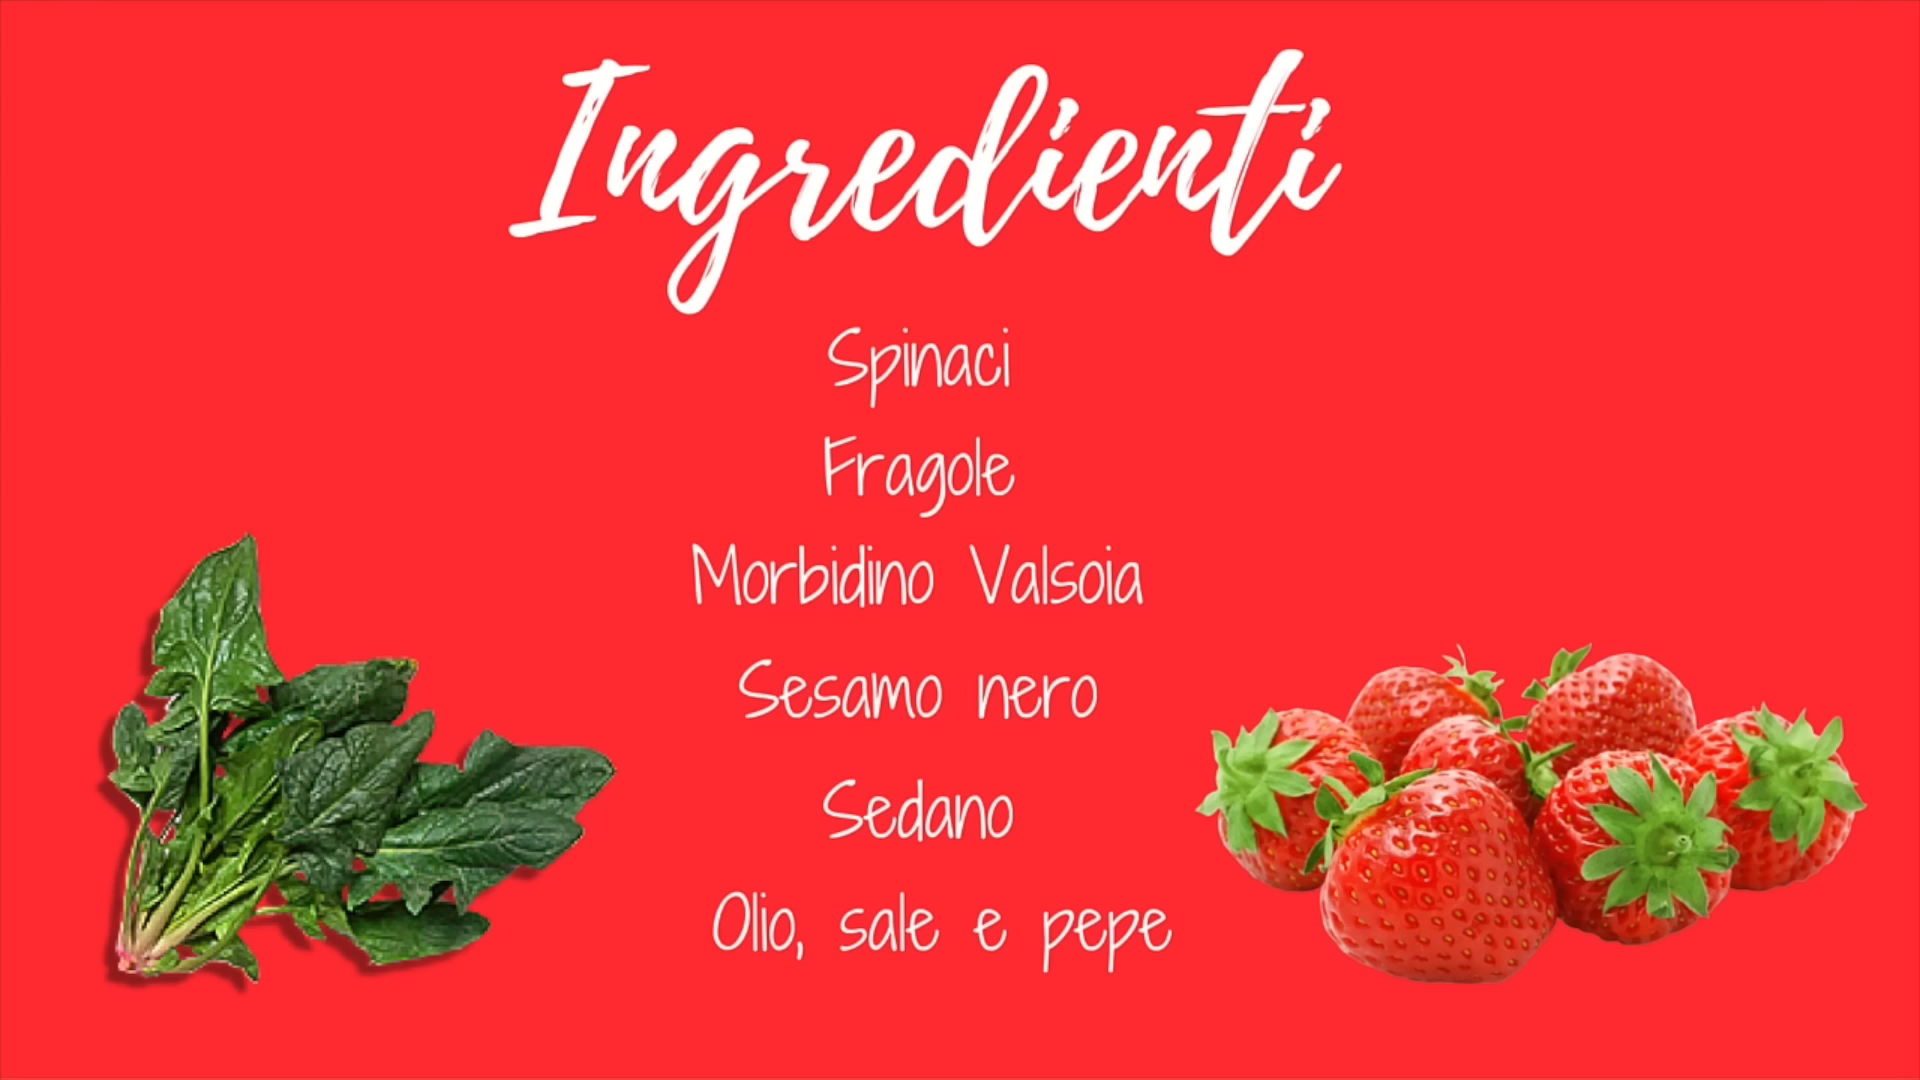 Ingredienti
Spinaci
Fragole
Morbidino Valsoia
Sesamo nero
Sedano
Olio, sale e pepe